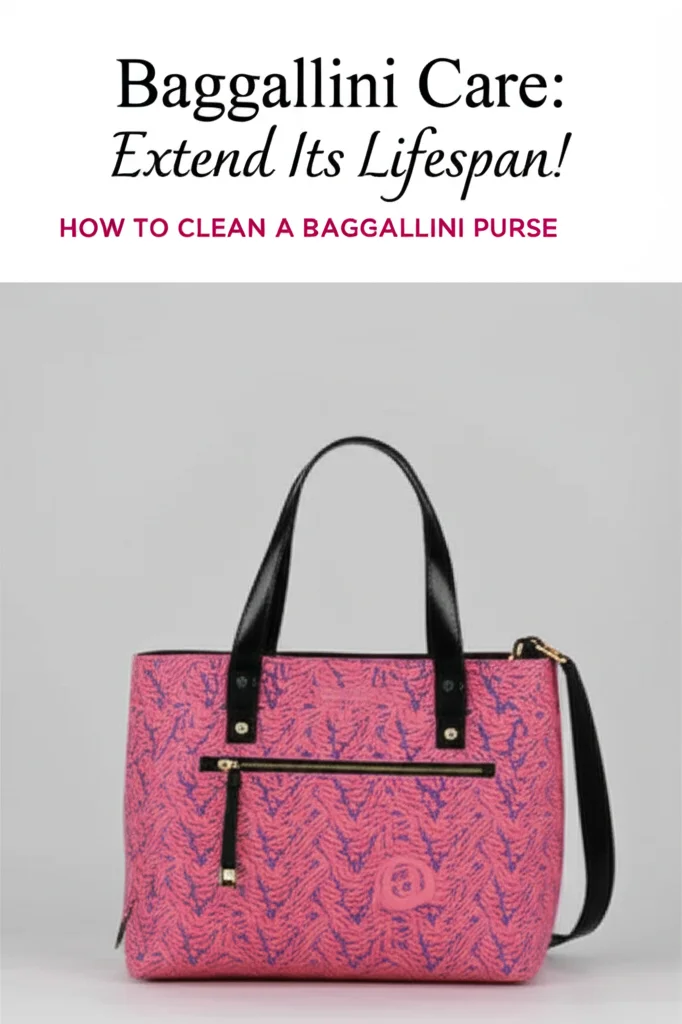 Baggallini Care:
Extend Its Lifespan!
HOW TO CLEAN A BAGGALLINI PURSE
a